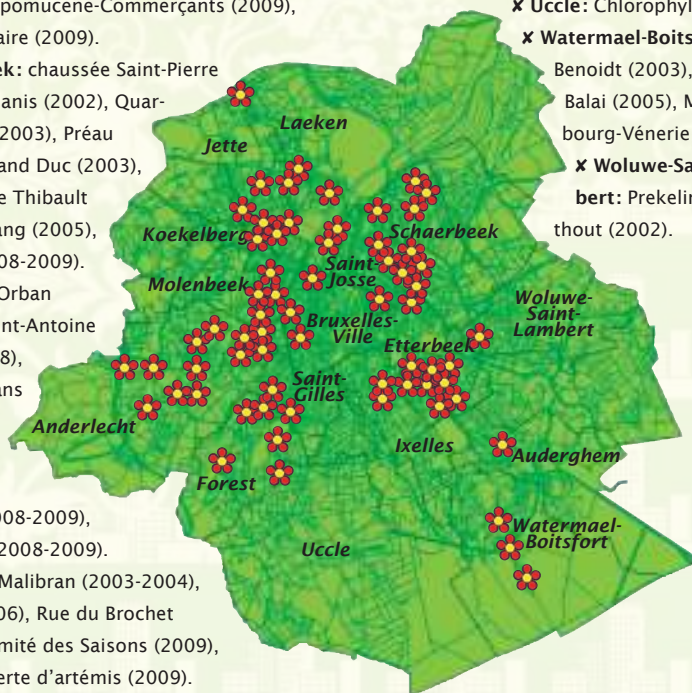 pomucène-Commerçants (2009),
aire (2009).
ek: chaussée Saint-Pierre
anis (2002), Quar-
2003), Préau
and Duc (2003),
e Thibault
ang (2005),
08-2009).
Orban
nt-Antoine
8),
ans
008-2009),
2008-2009).
Malibran (2003-2004),
06), Rue du Brochet
mité des Saisons (2009),
erte d'artémis (2009).
✘ Uccle: Chlorophyl
✘ Watermael-Boits
Benoidt (2003),
Balai (2005), M
bourg-Vénerie
✘ Woluwe-Sa
bert: Prekelin
thout (2002).
Laeken
Jette
Koekelberg
Schaerbeek
Molenbeek
Saint-
Josse
Woluwe-
Saint-
Lambert
Bruxelles-
Ville
Etterbeek
Saint-
Gilles
Anderlecht
Ixelles
Auderghem
Forest
Watermael-
Boitsfort
Uccle